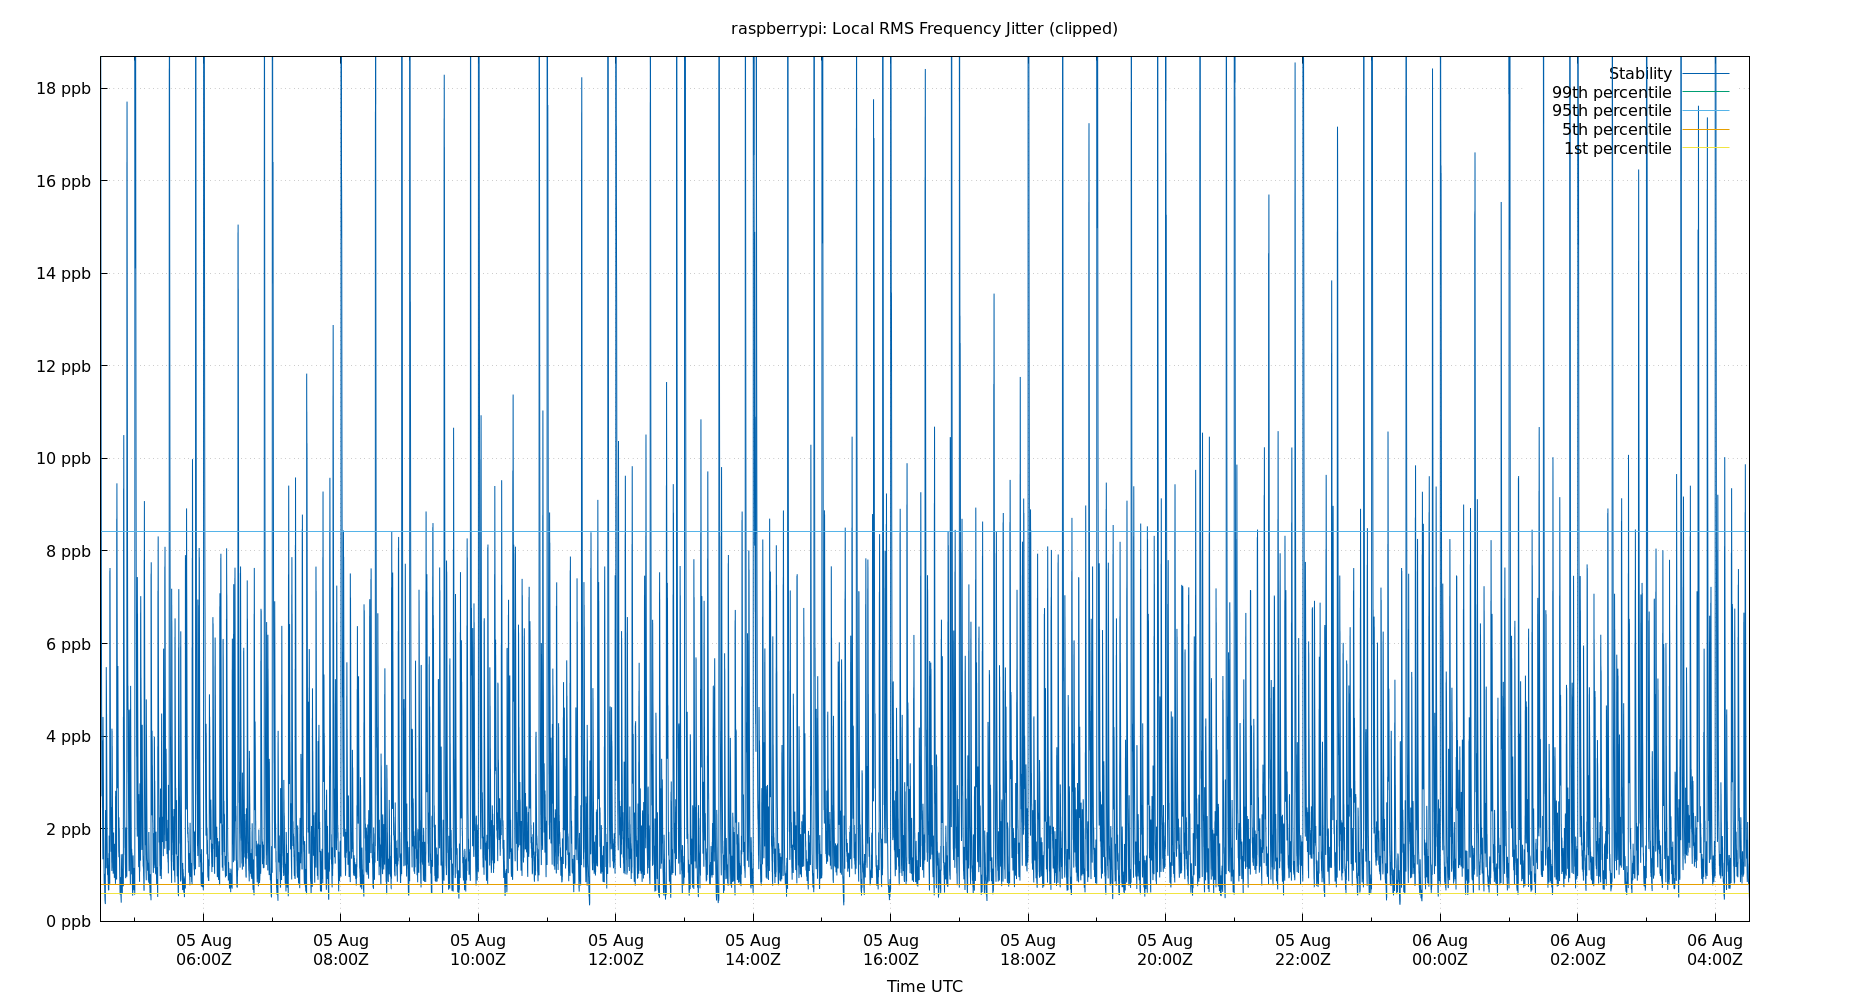 raspberrypi: Local RMS Frequency Jitter (clipped)
Stability
99th percentile
95th percentile
5th percentile
1st percentile
18 ppb
16 ppb
14 ppb
12 ppb
10 ppb
8 ppb
6 ppb
4 ppb
2 ppb
0 ppb
05 Aug 05 Aug 05 Aug 05 Aug 05 Aug 05 Aug 05 Aug 05 Aug 05 Aug 06 Aug 06 Aug 06 Aug
06:00Z 08:00Z 10:00Z 12:00Z 14:00Z 16:00Z 18:00Z 20:00Z 22:00Z 00:00Z 02:00Z 04:00Z
Time UTC